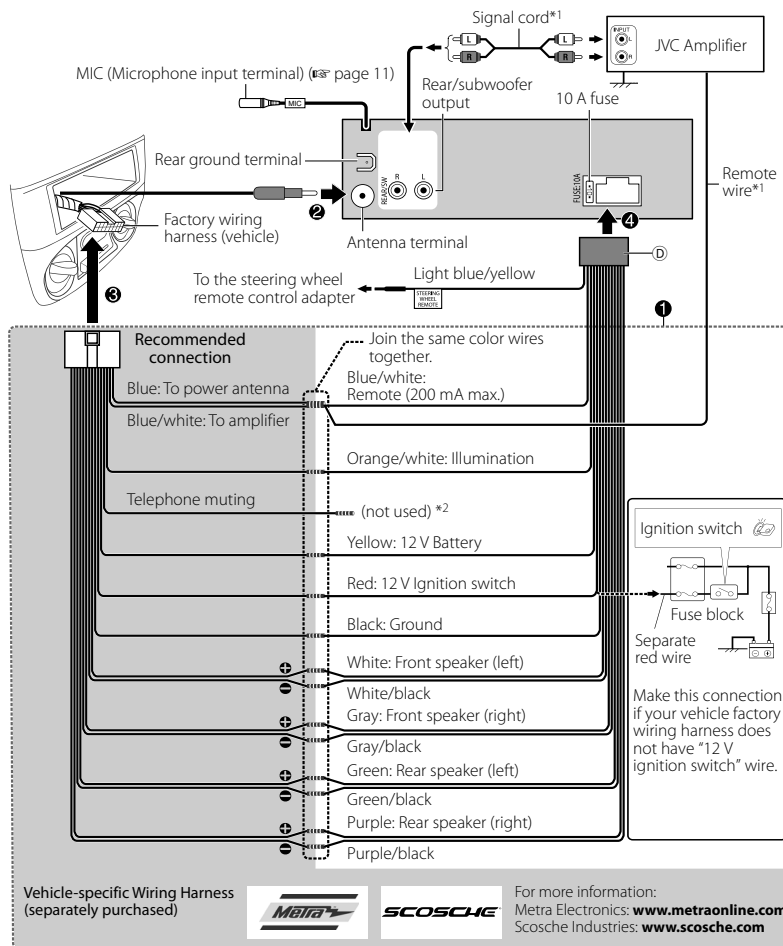 Signal cord*1
L
R
L
R
INPUT
L
R
JVC Amplifier
MIC (Microphone input terminal) (☞ page 11)
MIC
Rear/subwoofer
output
10 A fuse
Rear ground terminal
REAR/SW
R
L
FUSE:10A
Remote
wire*1
❷
❹
Factory wiring
harness (vehicle)
Antenna terminal
Ⓓ
To the steering wheel
remote control adapter
Light blue/yellow
STEERING
WHEEL
REMOTE
❸
❶
Recommended
connection
Join the same color wires
together.
Blue: To power antenna
Blue/white:
Remote (200 mA max.)
Blue/white: To amplifier
Orange/white: Illumination
Telephone muting
(not used) *2
Yellow: 12 V Battery
Red: 12 V Ignition switch
Black: Ground
Ignition switch
Fuse block
Separate
red wire
Make this connection
if your vehicle factory
wiring harness does
not have "12 V
ignition switch" wire.
⊕ White: Front speaker (left)
⊖ White/black
⊕ Gray: Front speaker (right)
⊖ Gray/black
⊕ Green: Rear speaker (left)
⊖ Green/black
⊕ Purple: Rear speaker (right)
⊖ Purple/black
Vehicle-specific Wiring Harness
(separately purchased)
Metra
SCOSCHE
For more information:
Metra Electronics: www.metraonline.com
Scosche Industries: www.scosche.com